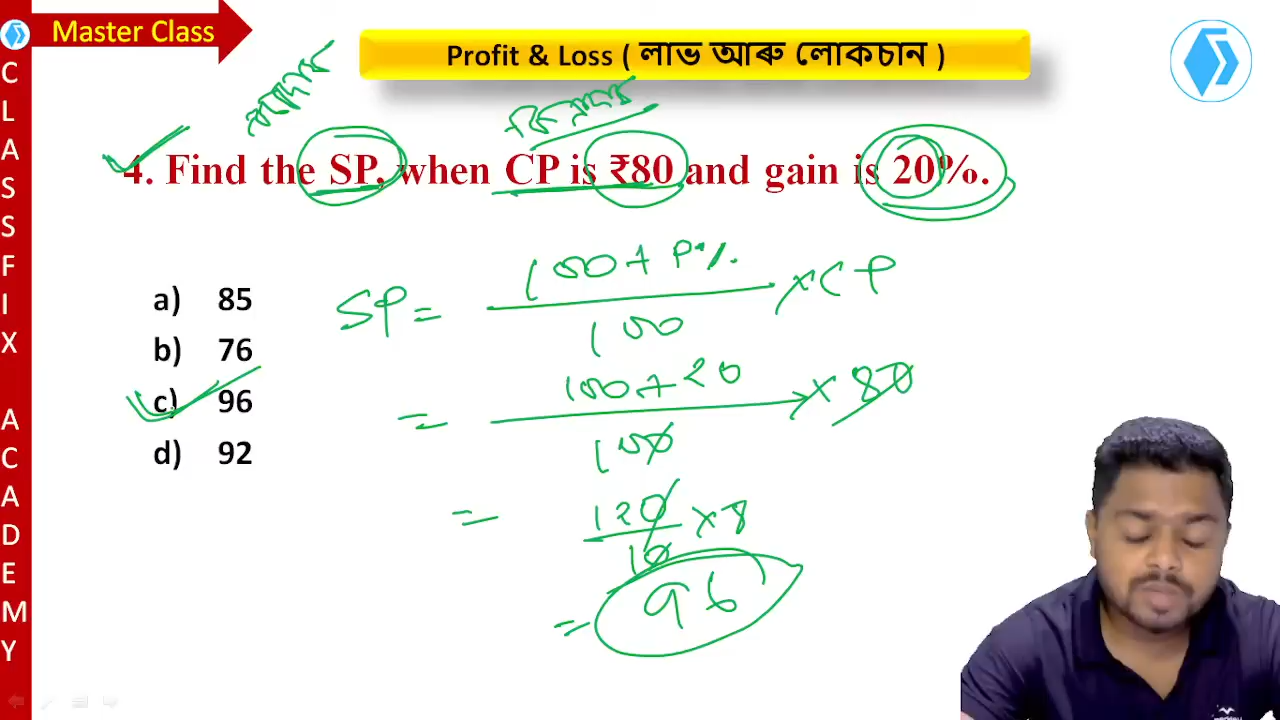 Master Class
CLASSFIX ACADEMY
Profit & Loss ( লাভ আৰু লোকচান )
4. Find the SP, when CP is ₹80 and gain is 20%.
a) 85
b) 76
c) 96
d) 92
SP = 100 + P% / 100 × CP
= 100 + 20 / 100 × 80
= 120 / 10 × 8
= 96